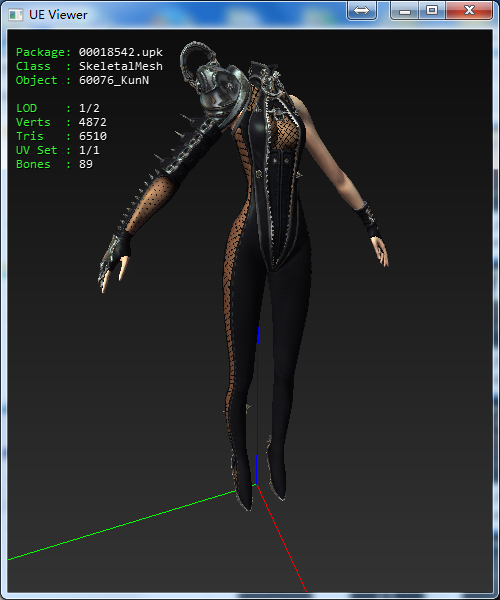 UE Viewer
Package: 00018542.upk
Class : SkeletalMesh
Object : 60076_KunN
LOD : 1/2
Verts : 4872
Tris : 6510
UV Set : 1/1
Bones : 89